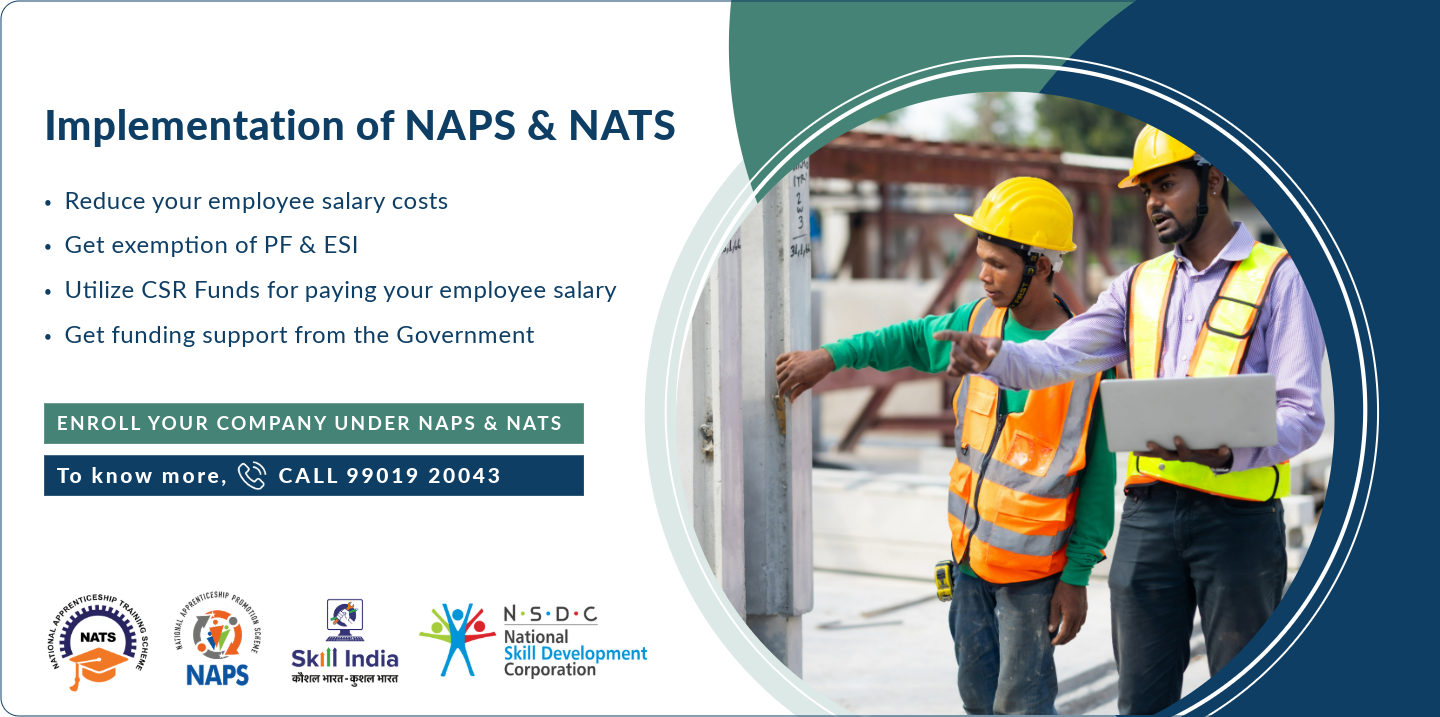 Implementation of NAPS & NATS
• Reduce your employee salary costs
• Get exemption of PF & ESI
• Utilize CSR Funds for paying your employee salary
• Get funding support from the Government
ENROLL YOUR COMPANY UNDER NAPS & NATS
To know more, CALL 99019 20043
NATIONAL APPRENTICESHIP TRAINING SCHEME
NATS
NATIONAL APPRENTICESHIP PROMOTION SCHEME
NAPS
Skill India
कौशल भारत - कुशल भारत
N·S·D·C
National
Skill Development
Corporation